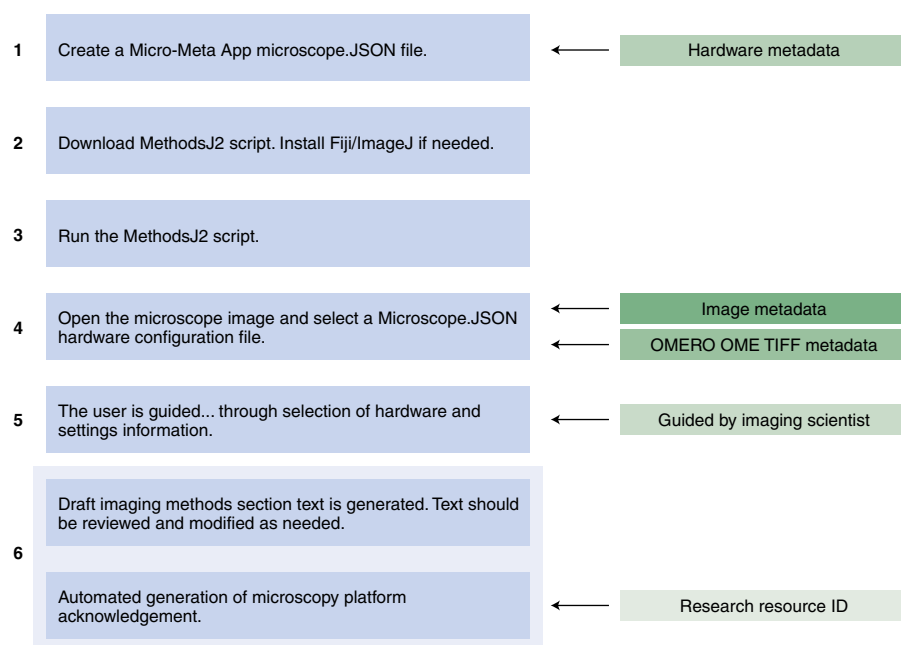 1
Create a Micro-Meta App microscope.JSON file.
Hardware metadata
2
Download MethodsJ2 script. Install Fiji/ImageJ if needed.
3
Run the MethodsJ2 script.
4
Open the microscope image and select a Microscope.JSON
hardware configuration file.
Image metadata
OMERO OME TIFF metadata
5
The user is guided... through selection of hardware and
settings information.
Guided by imaging scientist
6
Draft imaging methods section text is generated. Text should
be reviewed and modified as needed.
Automated generation of microscopy platform
acknowledgement.
Research resource ID